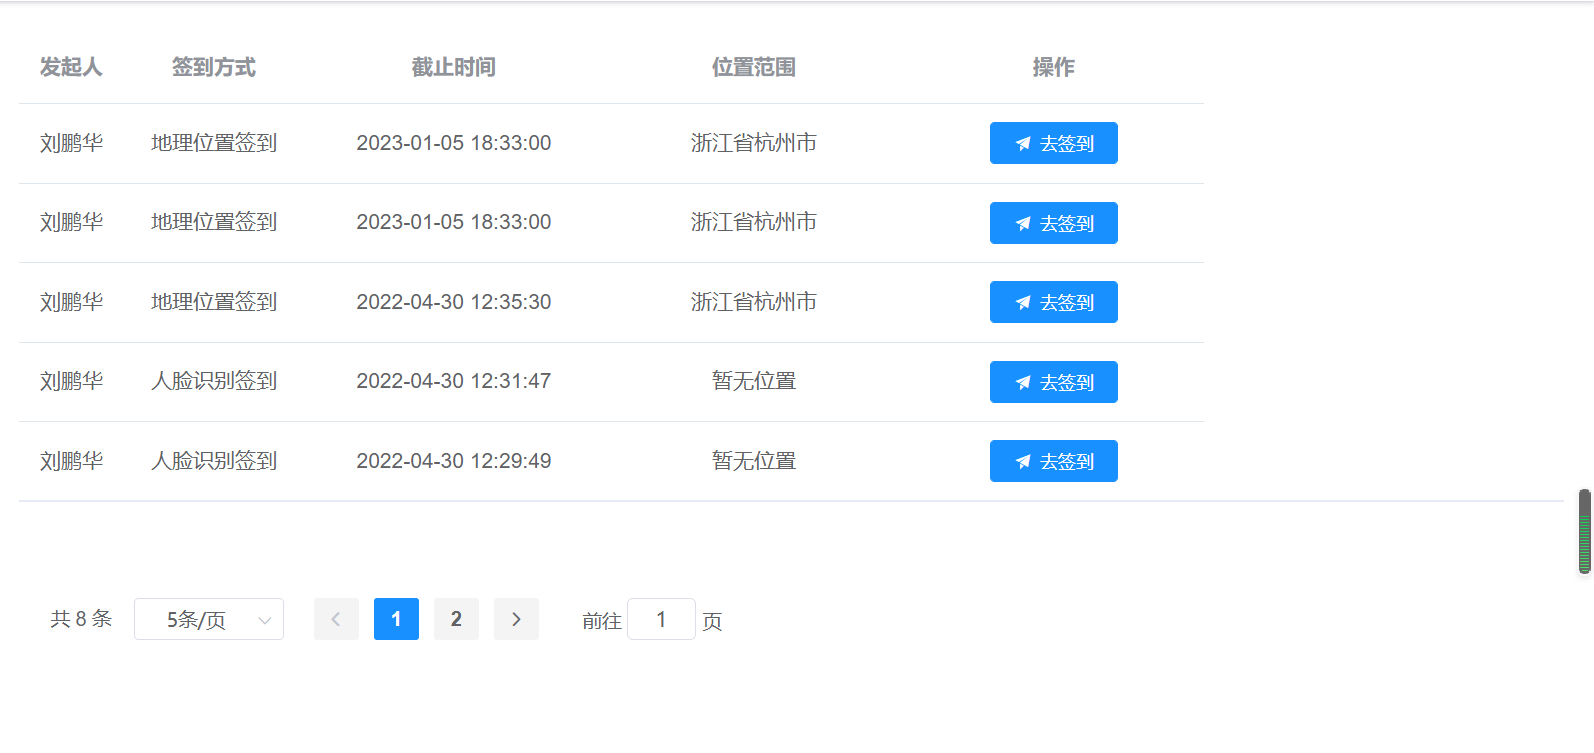 发起人 签到方式 截止时间 位置范围 操作
刘鹏华 地理位置签到 2023-01-05 18:33:00 浙江省杭州市 去签到
刘鹏华 地理位置签到 2023-01-05 18:33:00 浙江省杭州市 去签到
刘鹏华 地理位置签到 2022-04-30 12:35:30 浙江省杭州市 去签到
刘鹏华 人脸识别签到 2022-04-30 12:31:47 暂无位置 去签到
刘鹏华 人脸识别签到 2022-04-30 12:29:49 暂无位置 去签到
共 8 条 5条/页 1 2 前往 1 页